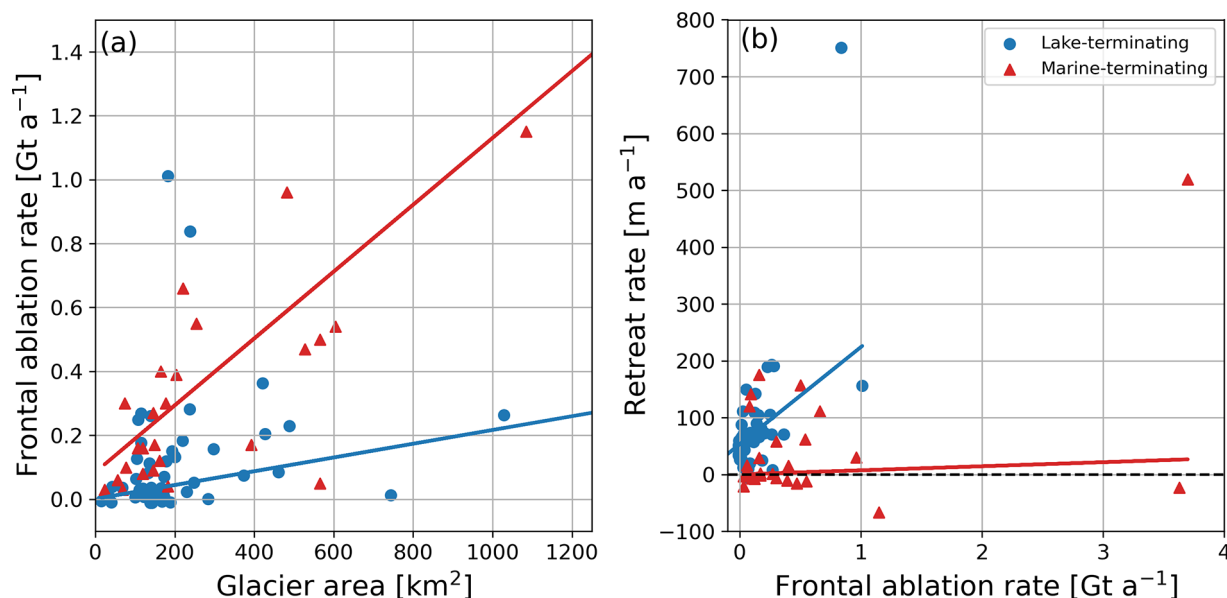 (a)
Frontal ablation rate [Gt a⁻¹]
1.4
1.2
1.0
0.8
0.6
0.4
0.2
0.0
0 200 400 600 800 1000 1200
Glacier area [km²]
(b)
Lake-terminating
Marine-terminating
Retreat rate [m a⁻¹]
800
700
600
500
400
300
200
100
0
−100
0 1 2 3 4
Frontal ablation rate [Gt a⁻¹]